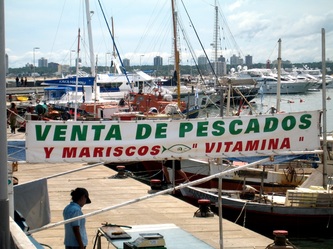 VENTA DE PESCADOS
Y MARISCOS "VITAMINA"